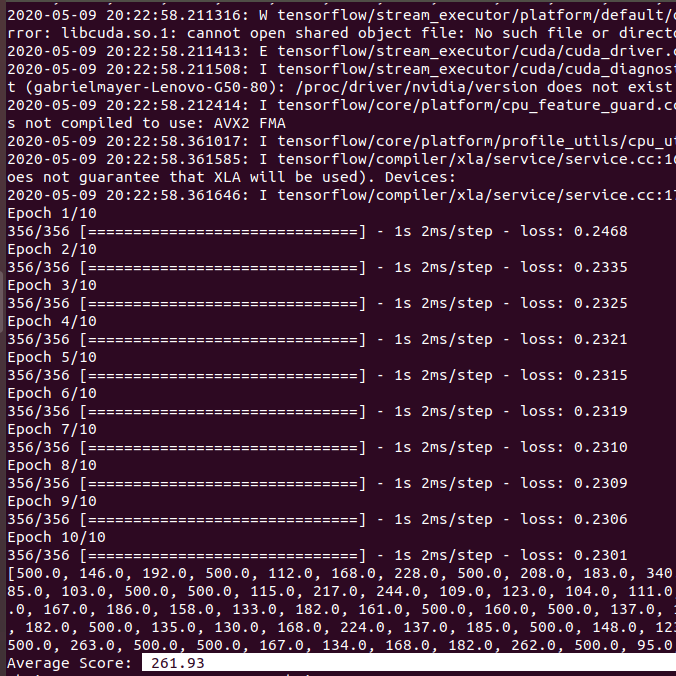 2020-05-09 20:22:58.211316: W tensorflow/stream_executor/platform/default/
rror: libcuda.so.1: cannot open shared object file: No such file or direct
2020-05-09 20:22:58.211413: E tensorflow/stream_executor/cuda/cuda_driver.
2020-05-09 20:22:58.211508: I tensorflow/stream_executor/cuda/cuda_diagnos
t (gabrielmayer-Lenovo-G50-80): /proc/driver/nvidia/version does not exist
2020-05-09 20:22:58.212414: I tensorflow/core/platform/cpu_feature_guard.c
s not compiled to use: AVX2 FMA
2020-05-09 20:22:58.361017: I tensorflow/core/platform/profile_utils/cpu_u
2020-05-09 20:22:58.361585: I tensorflow/compiler/xla/service/service.cc:16
oes not guarantee that XLA will be used). Devices:
2020-05-09 20:22:58.361646: I tensorflow/compiler/xla/service/service.cc:17
Epoch 1/10
356/356 [==============================] - 1s 2ms/step - loss: 0.2468
Epoch 2/10
356/356 [==============================] - 1s 2ms/step - loss: 0.2335
Epoch 3/10
356/356 [==============================] - 1s 2ms/step - loss: 0.2325
Epoch 4/10
356/356 [==============================] - 1s 2ms/step - loss: 0.2321
Epoch 5/10
356/356 [==============================] - 1s 2ms/step - loss: 0.2315
Epoch 6/10
356/356 [==============================] - 1s 2ms/step - loss: 0.2319
Epoch 7/10
356/356 [==============================] - 1s 2ms/step - loss: 0.2310
Epoch 8/10
356/356 [==============================] - 1s 2ms/step - loss: 0.2309
Epoch 9/10
356/356 [==============================] - 1s 2ms/step - loss: 0.2306
Epoch 10/10
356/356 [==============================] - 1s 2ms/step - loss: 0.2301
[500.0, 146.0, 192.0, 500.0, 112.0, 168.0, 228.0, 500.0, 208.0, 183.0, 340
85.0, 103.0, 500.0, 500.0, 115.0, 217.0, 244.0, 109.0, 123.0, 104.0, 111.0
.0, 167.0, 186.0, 158.0, 133.0, 182.0, 161.0, 500.0, 160.0, 500.0, 137.0, 1
, 182.0, 500.0, 135.0, 130.0, 168.0, 224.0, 137.0, 185.0, 500.0, 148.0, 12
500.0, 263.0, 500.0, 500.0, 167.0, 134.0, 168.0, 182.0, 262.0, 500.0, 95.0
Average Score: 261.93